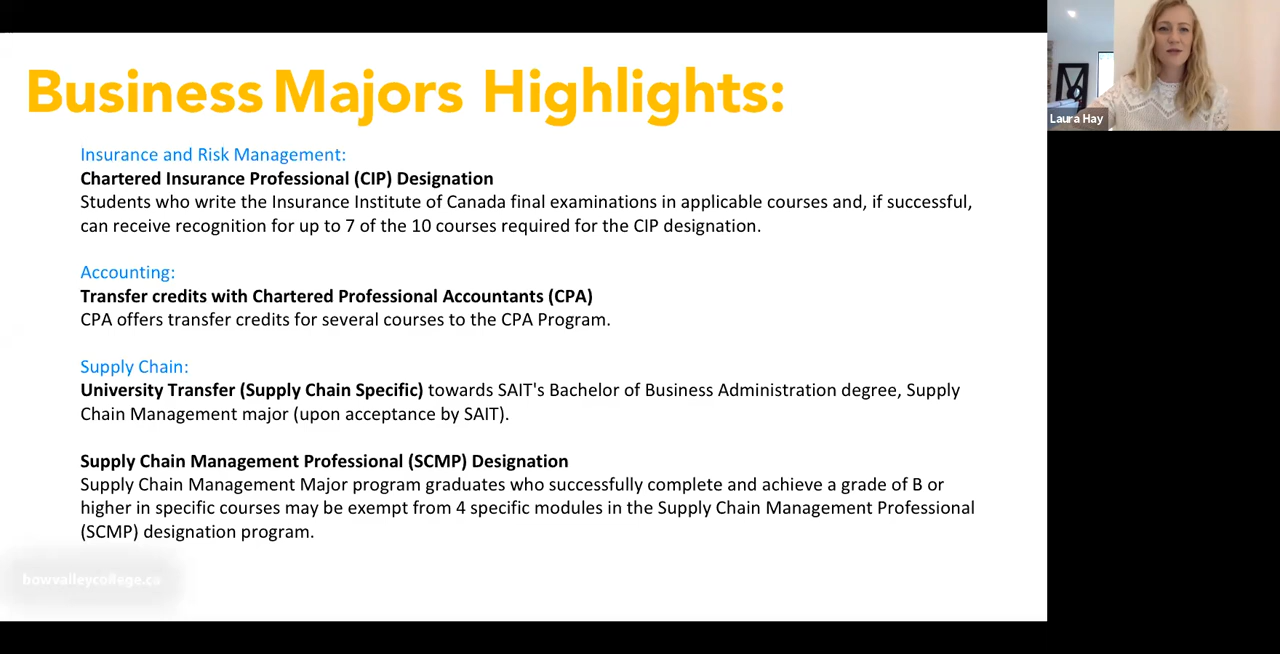 Business Majors Highlights:
Laura Hay
Insurance and Risk Management:
Chartered Insurance Professional (CIP) Designation
Students who write the Insurance Institute of Canada final examinations in applicable courses and, if successful,
can receive recognition for up to 7 of the 10 courses required for the CIP designation.
Accounting:
Transfer credits with Chartered Professional Accountants (CPA)
CPA offers transfer credits for several courses to the CPA Program.
Supply Chain:
University Transfer (Supply Chain Specific) towards SAIT's Bachelor of Business Administration degree, Supply
Chain Management major (upon acceptance by SAIT).
Supply Chain Management Professional (SCMP) Designation
Supply Chain Management Major program graduates who successfully complete and achieve a grade of B or
higher in specific courses may be exempt from 4 specific modules in the Supply Chain Management Professional
(SCMP) designation program.
bowvalleycollege.ca